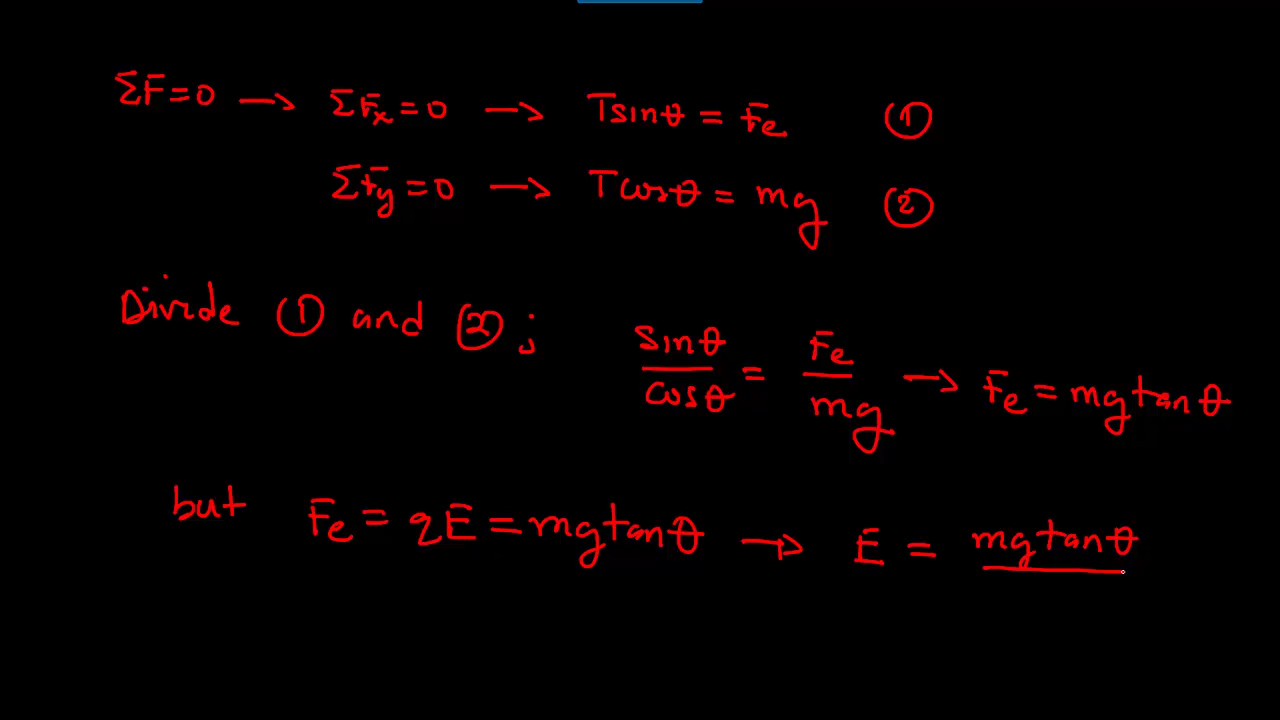 ΣF=0 → ΣFx=0 → Tsinθ = Fe ①
ΣFy=0 → Tcosθ = mg ②
Divide ① and ② ; sinθ/cosθ = Fe/mg → Fe = mgtanθ
but Fe = qE = mgtanθ → E = mgtanθ